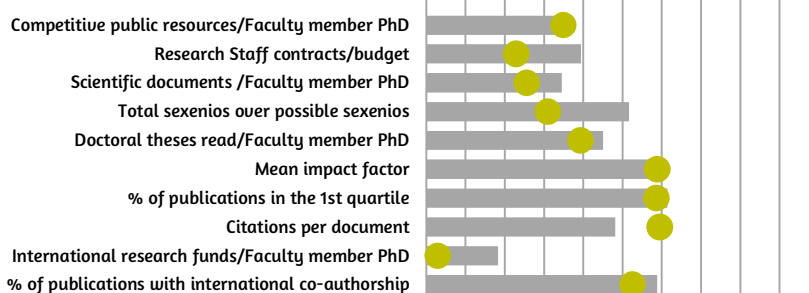 Competitive public resources/Faculty member PhD
Research Staff contracts/budget
Scientific documents /Faculty member PhD
Total sexenios over possible sexenios
Doctoral theses read/Faculty member PhD
Mean impact factor
% of publications in the 1st quartile
Citations per document
International research funds/Faculty member PhD
% of publications with international co-authorship